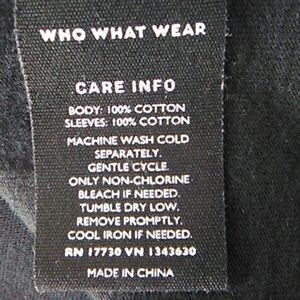 WHO WHAT WEAR
CARE INFO
BODY: 100% COTTON
SLEEVES: 100% COTTON
MACHINE WASH COLD
SEPARATELY.
GENTLE CYCLE.
ONLY NON-CHLORINE
BLEACH IF NEEDED.
TUMBLE DRY LOW.
REMOVE PROMPTLY.
COOL IRON IF NEEDED.
RN 17730 VN 1343630
MADE IN CHINA